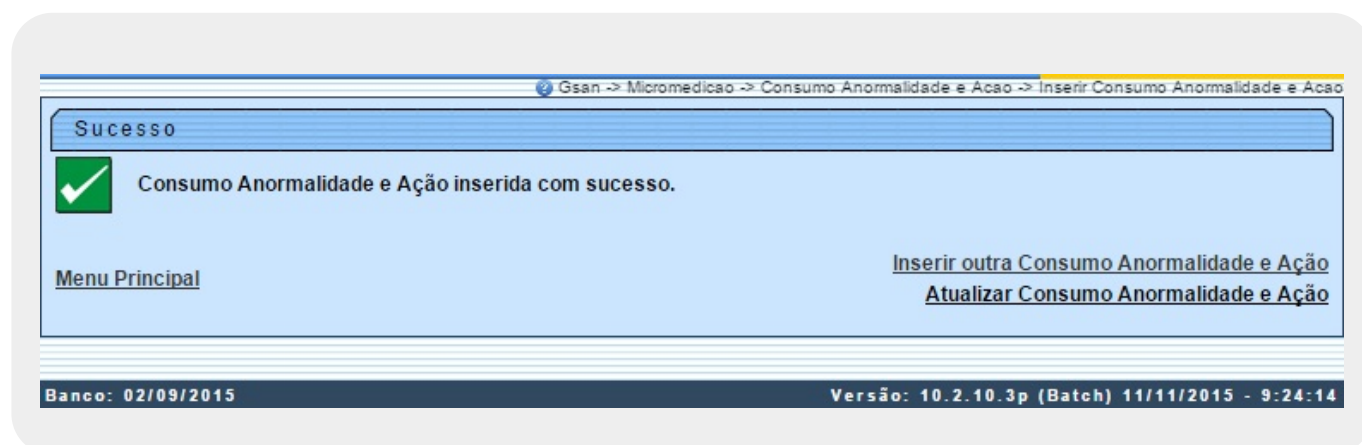 Gsan -> Micromedicao -> Consumo Anormalidade e Acao -> Inserir Consumo Anormalidade e Acao
Sucesso
Consumo Anormalidade e Ação inserida com sucesso.
Inserir outra Consumo Anormalidade e Ação
Menu Principal
Atualizar Consumo Anormalidade e Ação
Banco: 02/09/2015 Versão: 10.2.10.3p (Batch) 11/11/2015 - 9:24:14